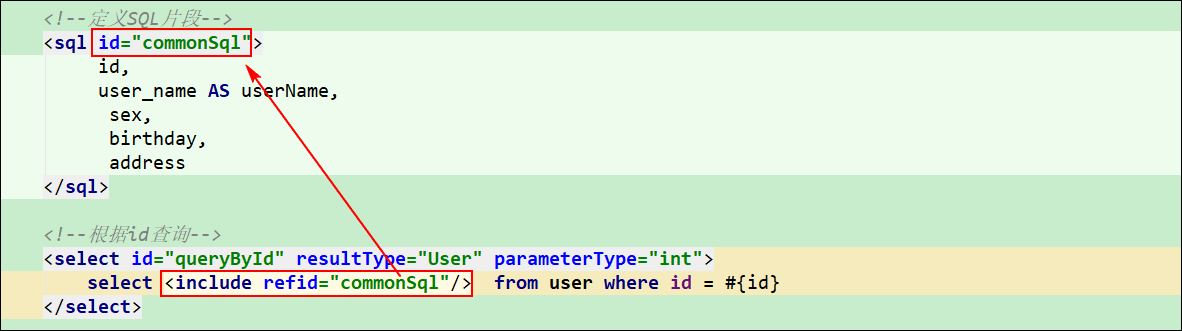 <!--定义SQL片段-->
<sql id="commonSql">
id,
user_name AS userName,
sex,
birthday,
address
</sql>
<!--根据id查询-->
<select id="queryById" resultType="User" parameterType="int">
select <include refid="commonSql"/> from user where id = #{id}
</select>